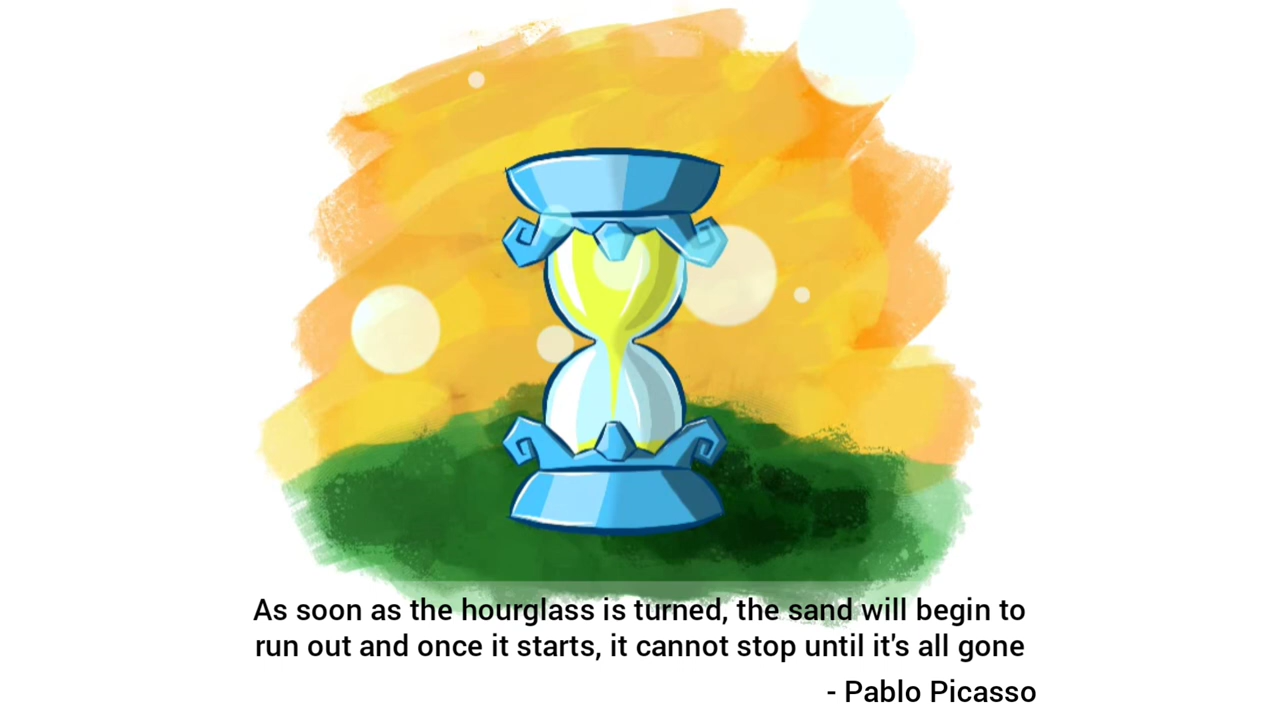 As soon as the hourglass is turned, the sand will begin to
run out and once it starts, it cannot stop until it's all gone
- Pablo Picasso